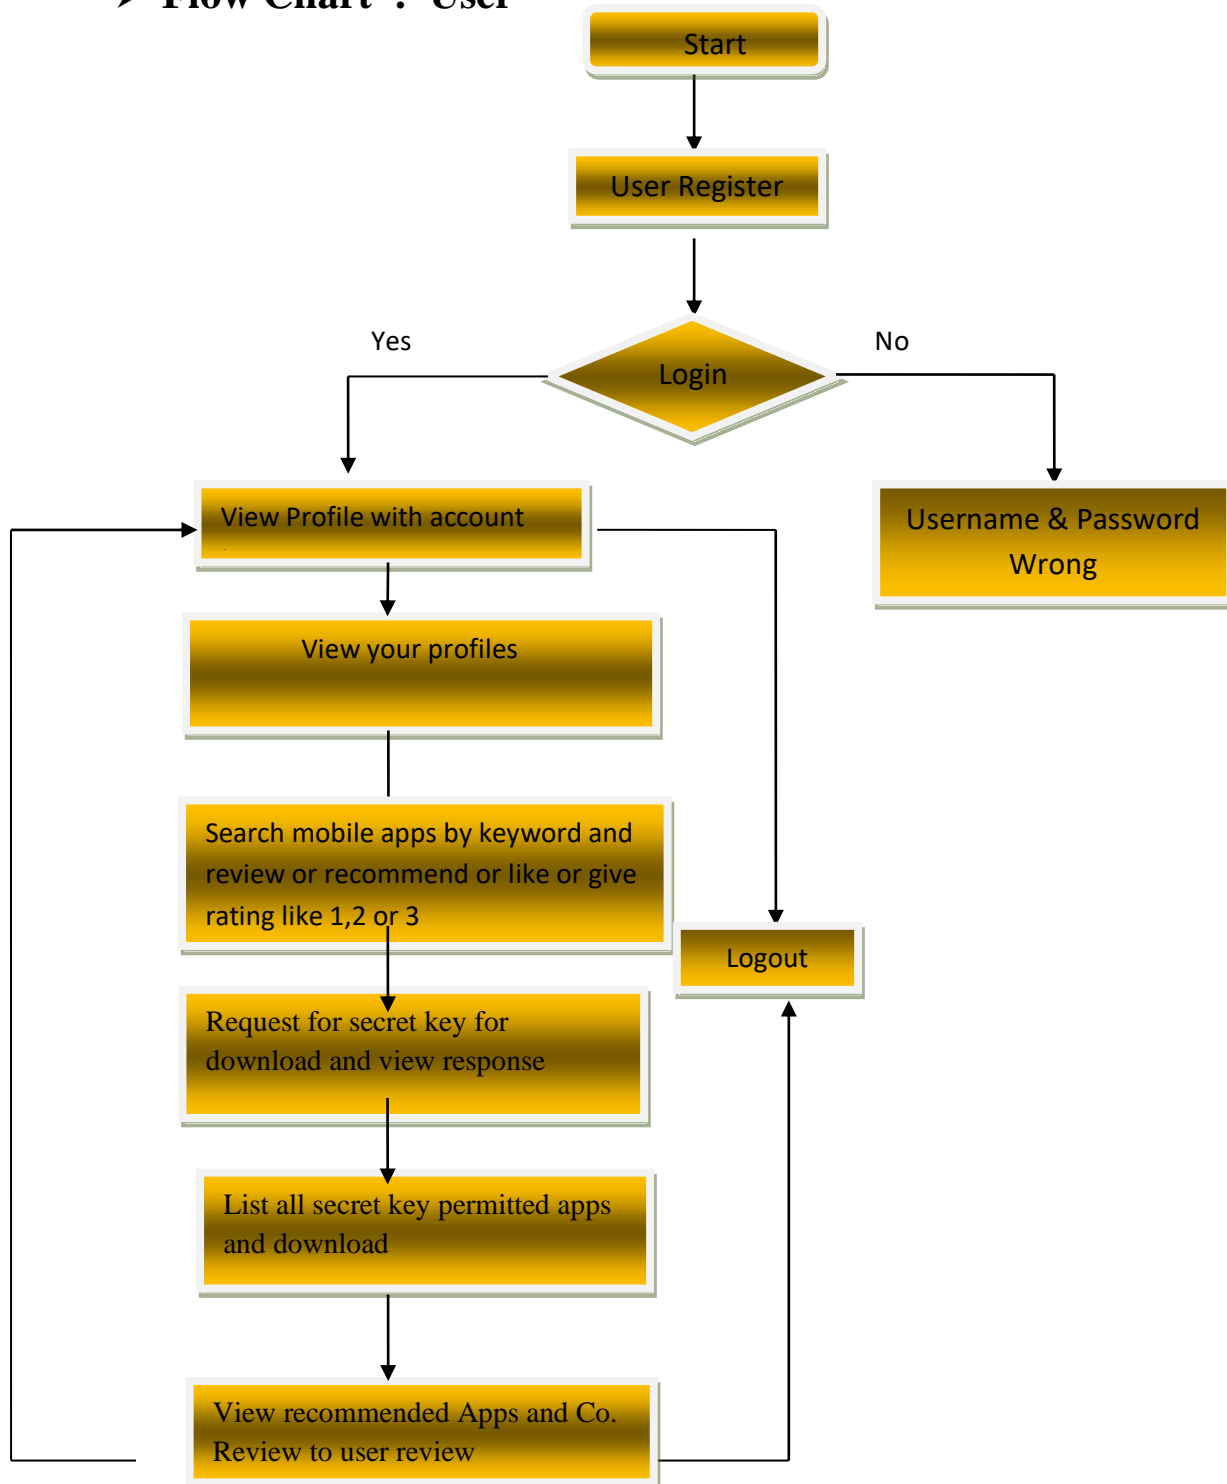 ➤ Flow Chart : User
Start
User Register
Yes
No
Login
View Profile with account
Username & Password
Wrong
View your profiles
Search mobile apps by keyword and
review or recommend or like or give
rating like 1,2 or 3
Logout
Request for secret key for
download and view response
List all secret key permitted apps
and download
View recommended Apps and Co.
Review to user review